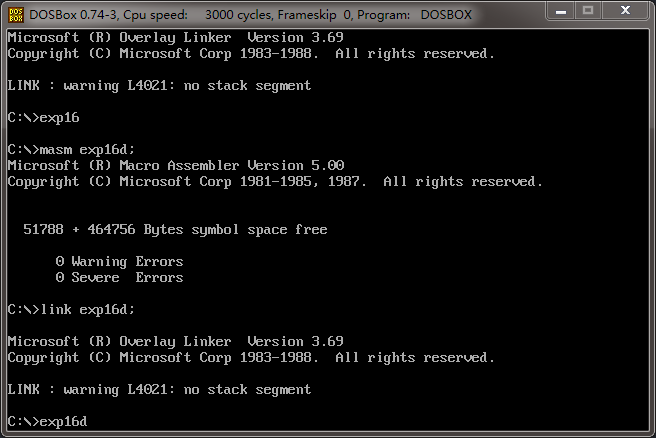 DOSBox 0.74-3, Cpu speed: 3000 cycles, Frameskip 0, Program: DOSBOX
Microsoft (R) Overlay Linker Version 3.69
Copyright (C) Microsoft Corp 1983-1988. All rights reserved.
LINK : warning L4021: no stack segment
C:\>exp16
C:\>masm exp16d;
Microsoft (R) Macro Assembler Version 5.00
Copyright (C) Microsoft Corp 1981-1985, 1987. All rights reserved.
51788 + 464756 Bytes symbol space free
0 Warning Errors
0 Severe Errors
C:\>link exp16d;
Microsoft (R) Overlay Linker Version 3.69
Copyright (C) Microsoft Corp 1983-1988. All rights reserved.
LINK : warning L4021: no stack segment
C:\>exp16d